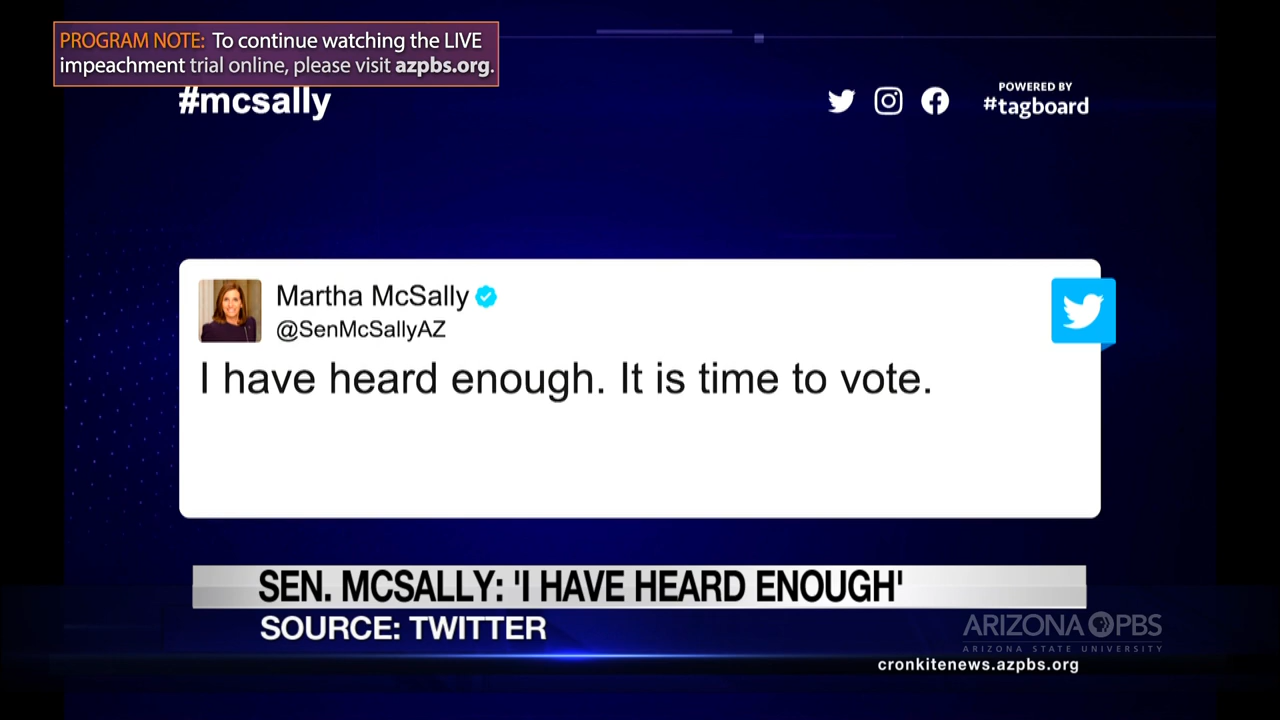 PROGRAM NOTE: To continue watching the LIVE
impeachment trial online, please visit azpbs.org.
#mcsally
POWERED BY
#tagboard
Martha McSally
@SenMcSallyAZ
I have heard enough. It is time to vote.
SEN. MCSALLY: 'I HAVE HEARD ENOUGH'
SOURCE: TWITTER
ARIZONA PBS
ARIZONA STATE UNIVERSITY
cronkitenews.azpbs.org